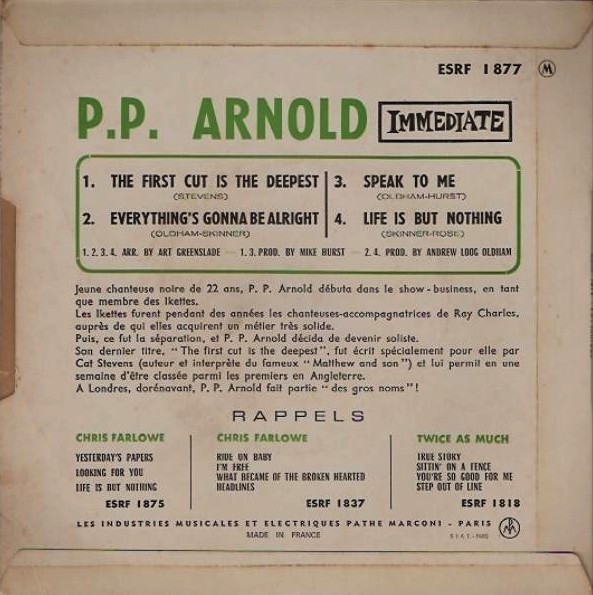 ESRF 1877 M
P.P. ARNOLD IMMEDIATE
1. THE FIRST CUT IS THE DEEPEST
(STEVENS)
2. EVERYTHING'S GONNA BE ALRIGHT
(OLDHAM-SKINNER)
3. SPEAK TO ME
(OLDHAM-HURST)
4. LIFE IS BUT NOTHING
(SKINNER-ROSE)
1. 2. 3. 4. ARR. BY ART GREENSLADE — 1. 3. PROD. BY MIKE HURST — 2. 4. PROD. BY ANDREW LOOG OLDHAM
Jeune chanteuse noire de 22 ans, P. P. Arnold débuta dans le show-business, en tant
que membre des Ikettes.
Les Ikettes furent pendant des années les chanteuses-accompagnatrices de Ray Charles,
auprès de qui elles acquirent un métier très solide.
Puis, ce fut la séparation, et P. P. Arnold décida de devenir soliste.
Son dernier titre, "The first cut is the deepest", fut écrit spécialement pour elle par
Cat Stevens (auteur et interprète du fameux "Matthew and son") et lui permit en une
semaine d'être classée parmi les premiers en Angleterre.
A Londres, dorénavant, P. P. Arnold fait partie "des gros noms"!
RAPPELS
CHRIS FARLOWE
YESTERDAY'S PAPERS
LOOKING FOR YOU
LIFE IS BUT NOTHING
ESRF 1875
CHRIS FARLOWE
RIDE ON BABY
I'M FREE
WHAT BECAME OF THE BROKEN HEARTED
HEADLINES
ESRF 1837
TWICE AS MUCH
TRUE STORY
SITTIN' ON A FENCE
YOU'RE SO GOOD FOR ME
STEP OUT OF LINE
ESRF 1818
LES INDUSTRIES MUSICALES ET ELECTRIQUES PATHE MARCONI - PARIS
MADE IN FRANCE